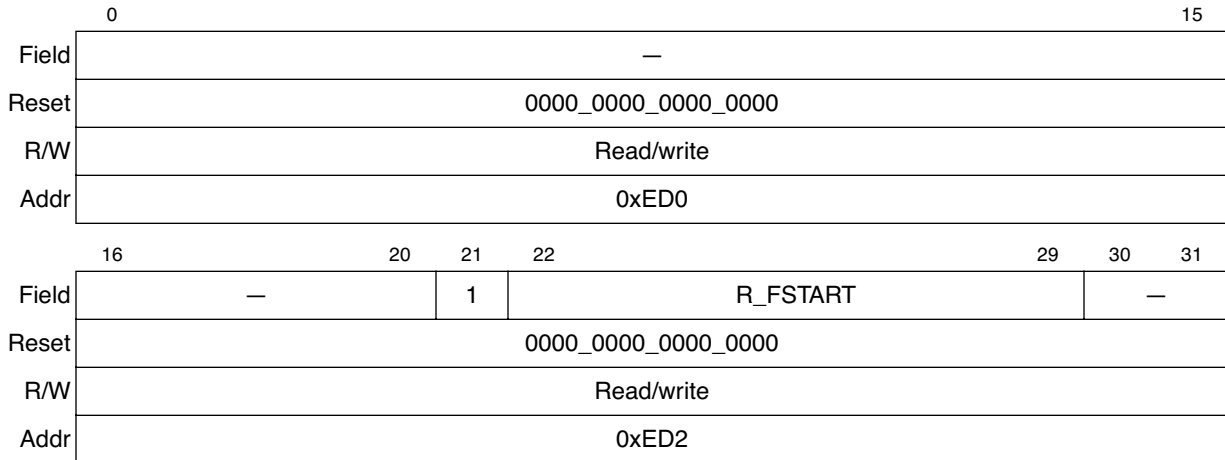 0 15
Field —
Reset 0000_0000_0000_0000
R/W Read/write
Addr 0xED0
16 20 21 22 29 30 31
Field — 1 R_FSTART —
Reset 0000_0000_0000_0000
R/W Read/write
Addr 0xED2